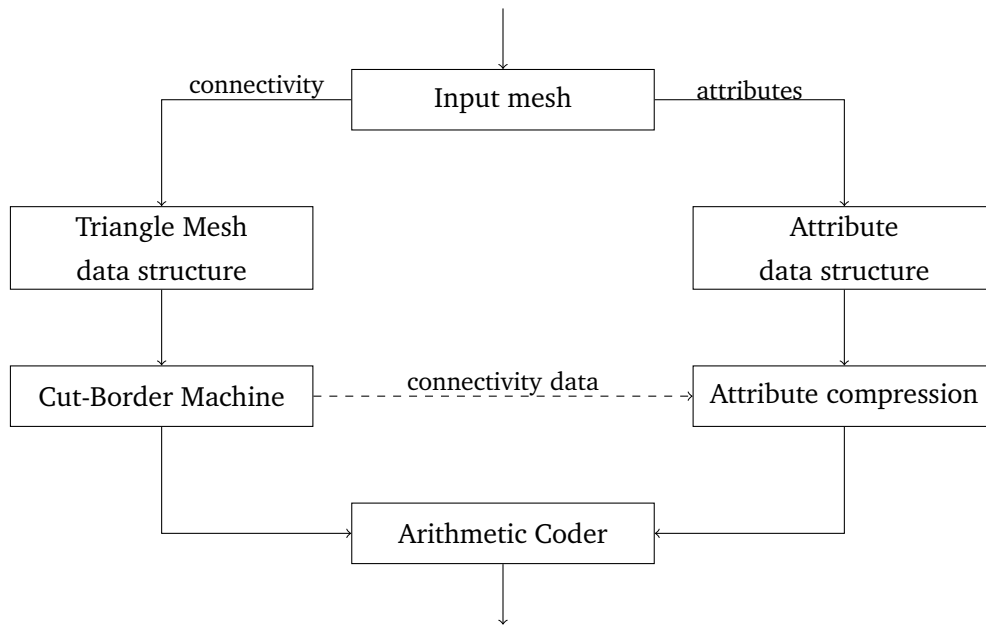 connectivity
Input mesh
attributes
Triangle Mesh
data structure
Attribute
data structure
Cut-Border Machine
connectivity data
Attribute compression
Arithmetic Coder